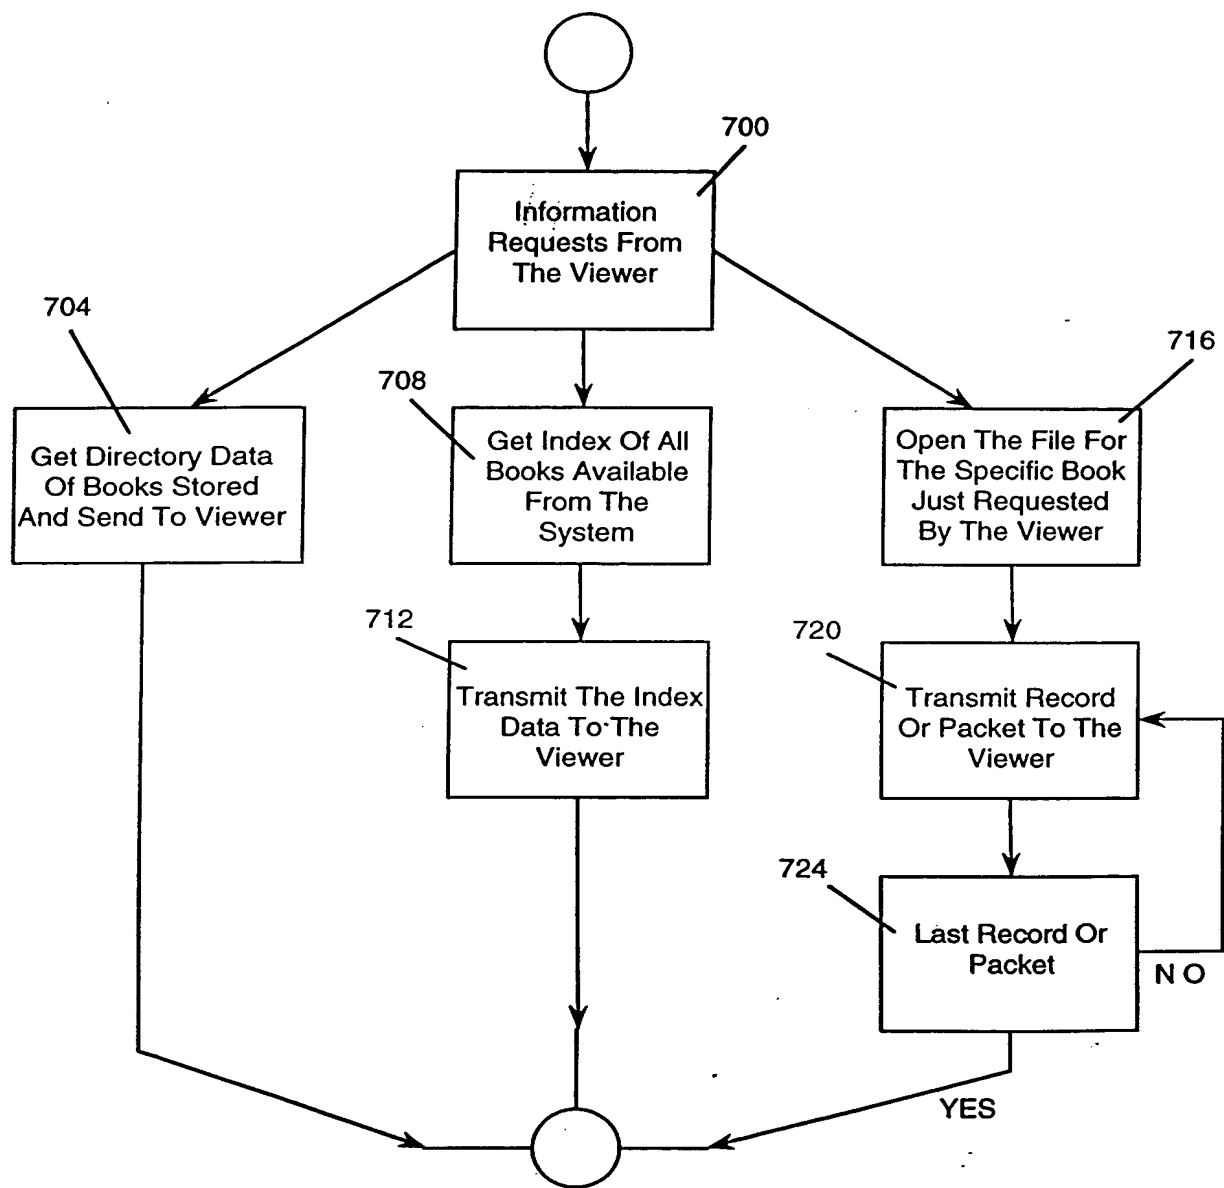 700
Information
Requests From
The Viewer
704
Get Directory Data
Of Books Stored
And Send To Viewer
708
Get Index Of All
Books Available
From The
System
716
Open The File For
The Specific Book
Just Requested
By The Viewer
712
Transmit The Index
Data To The
Viewer
720
Transmit Record
Or Packet To The
Viewer
724
Last Record Or
Packet
NO
YES